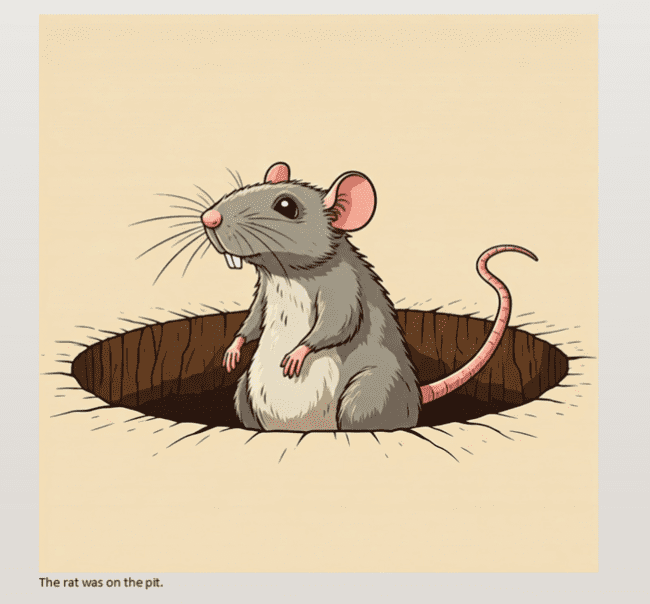 The rat was on the pit.